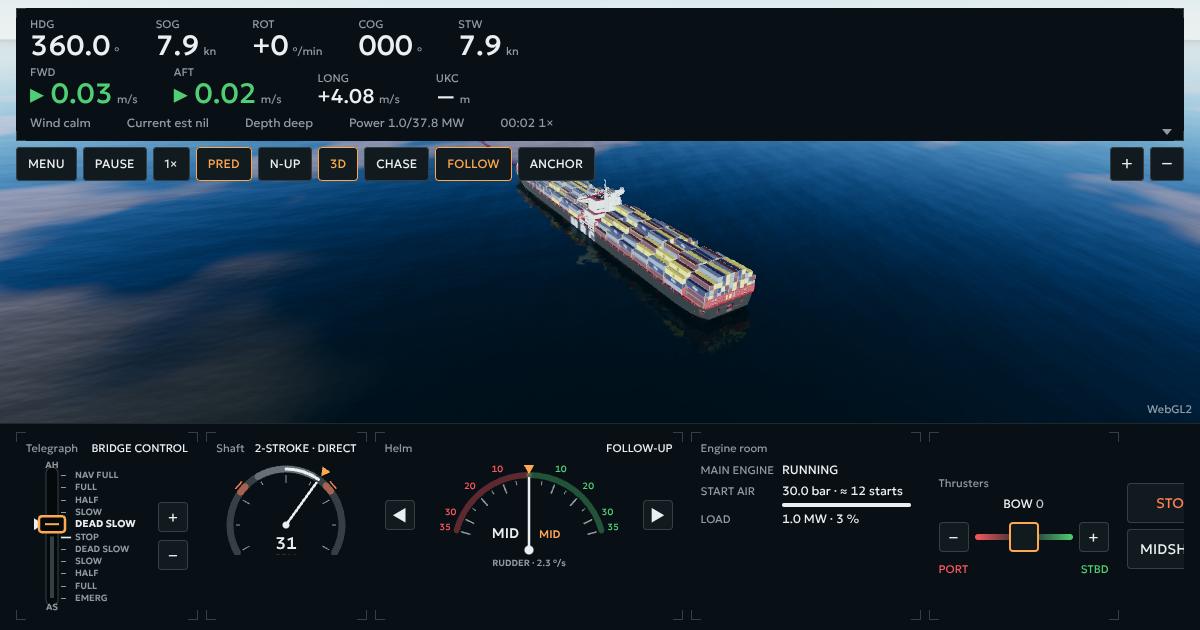 HDG SOG ROT COG STW
360.0 ° 7.9 kn +0 °/min 000 ° 7.9 kn
FWD AFT LONG UKC
▶ 0.03 m/s ▶ 0.02 m/s +4.08 m/s — m
Wind calm Current est nil Depth deep Power 1.0/37.8 MW 00:02 1×
MENU PAUSE 1× PRED N-UP 3D CHASE FOLLOW ANCHOR + −
WebGL2
Telegraph BRIDGE CONTROL
AH
NAV FULL
FULL
HALF
SLOW
DEAD SLOW
STOP
DEAD SLOW
SLOW
HALF
FULL
EMERG
AS
+
−
Shaft 2-STROKE · DIRECT
31
Helm FOLLOW-UP
10 10
20 20
30 30
35 35
MID MID
RUDDER · 2.3 °/s
Engine room
MAIN ENGINE RUNNING
START AIR 30.0 bar · ≈ 12 starts
LOAD 1.0 MW · 3 %
Thrusters
BOW 0
− +
PORT STBD
STO
MIDSH